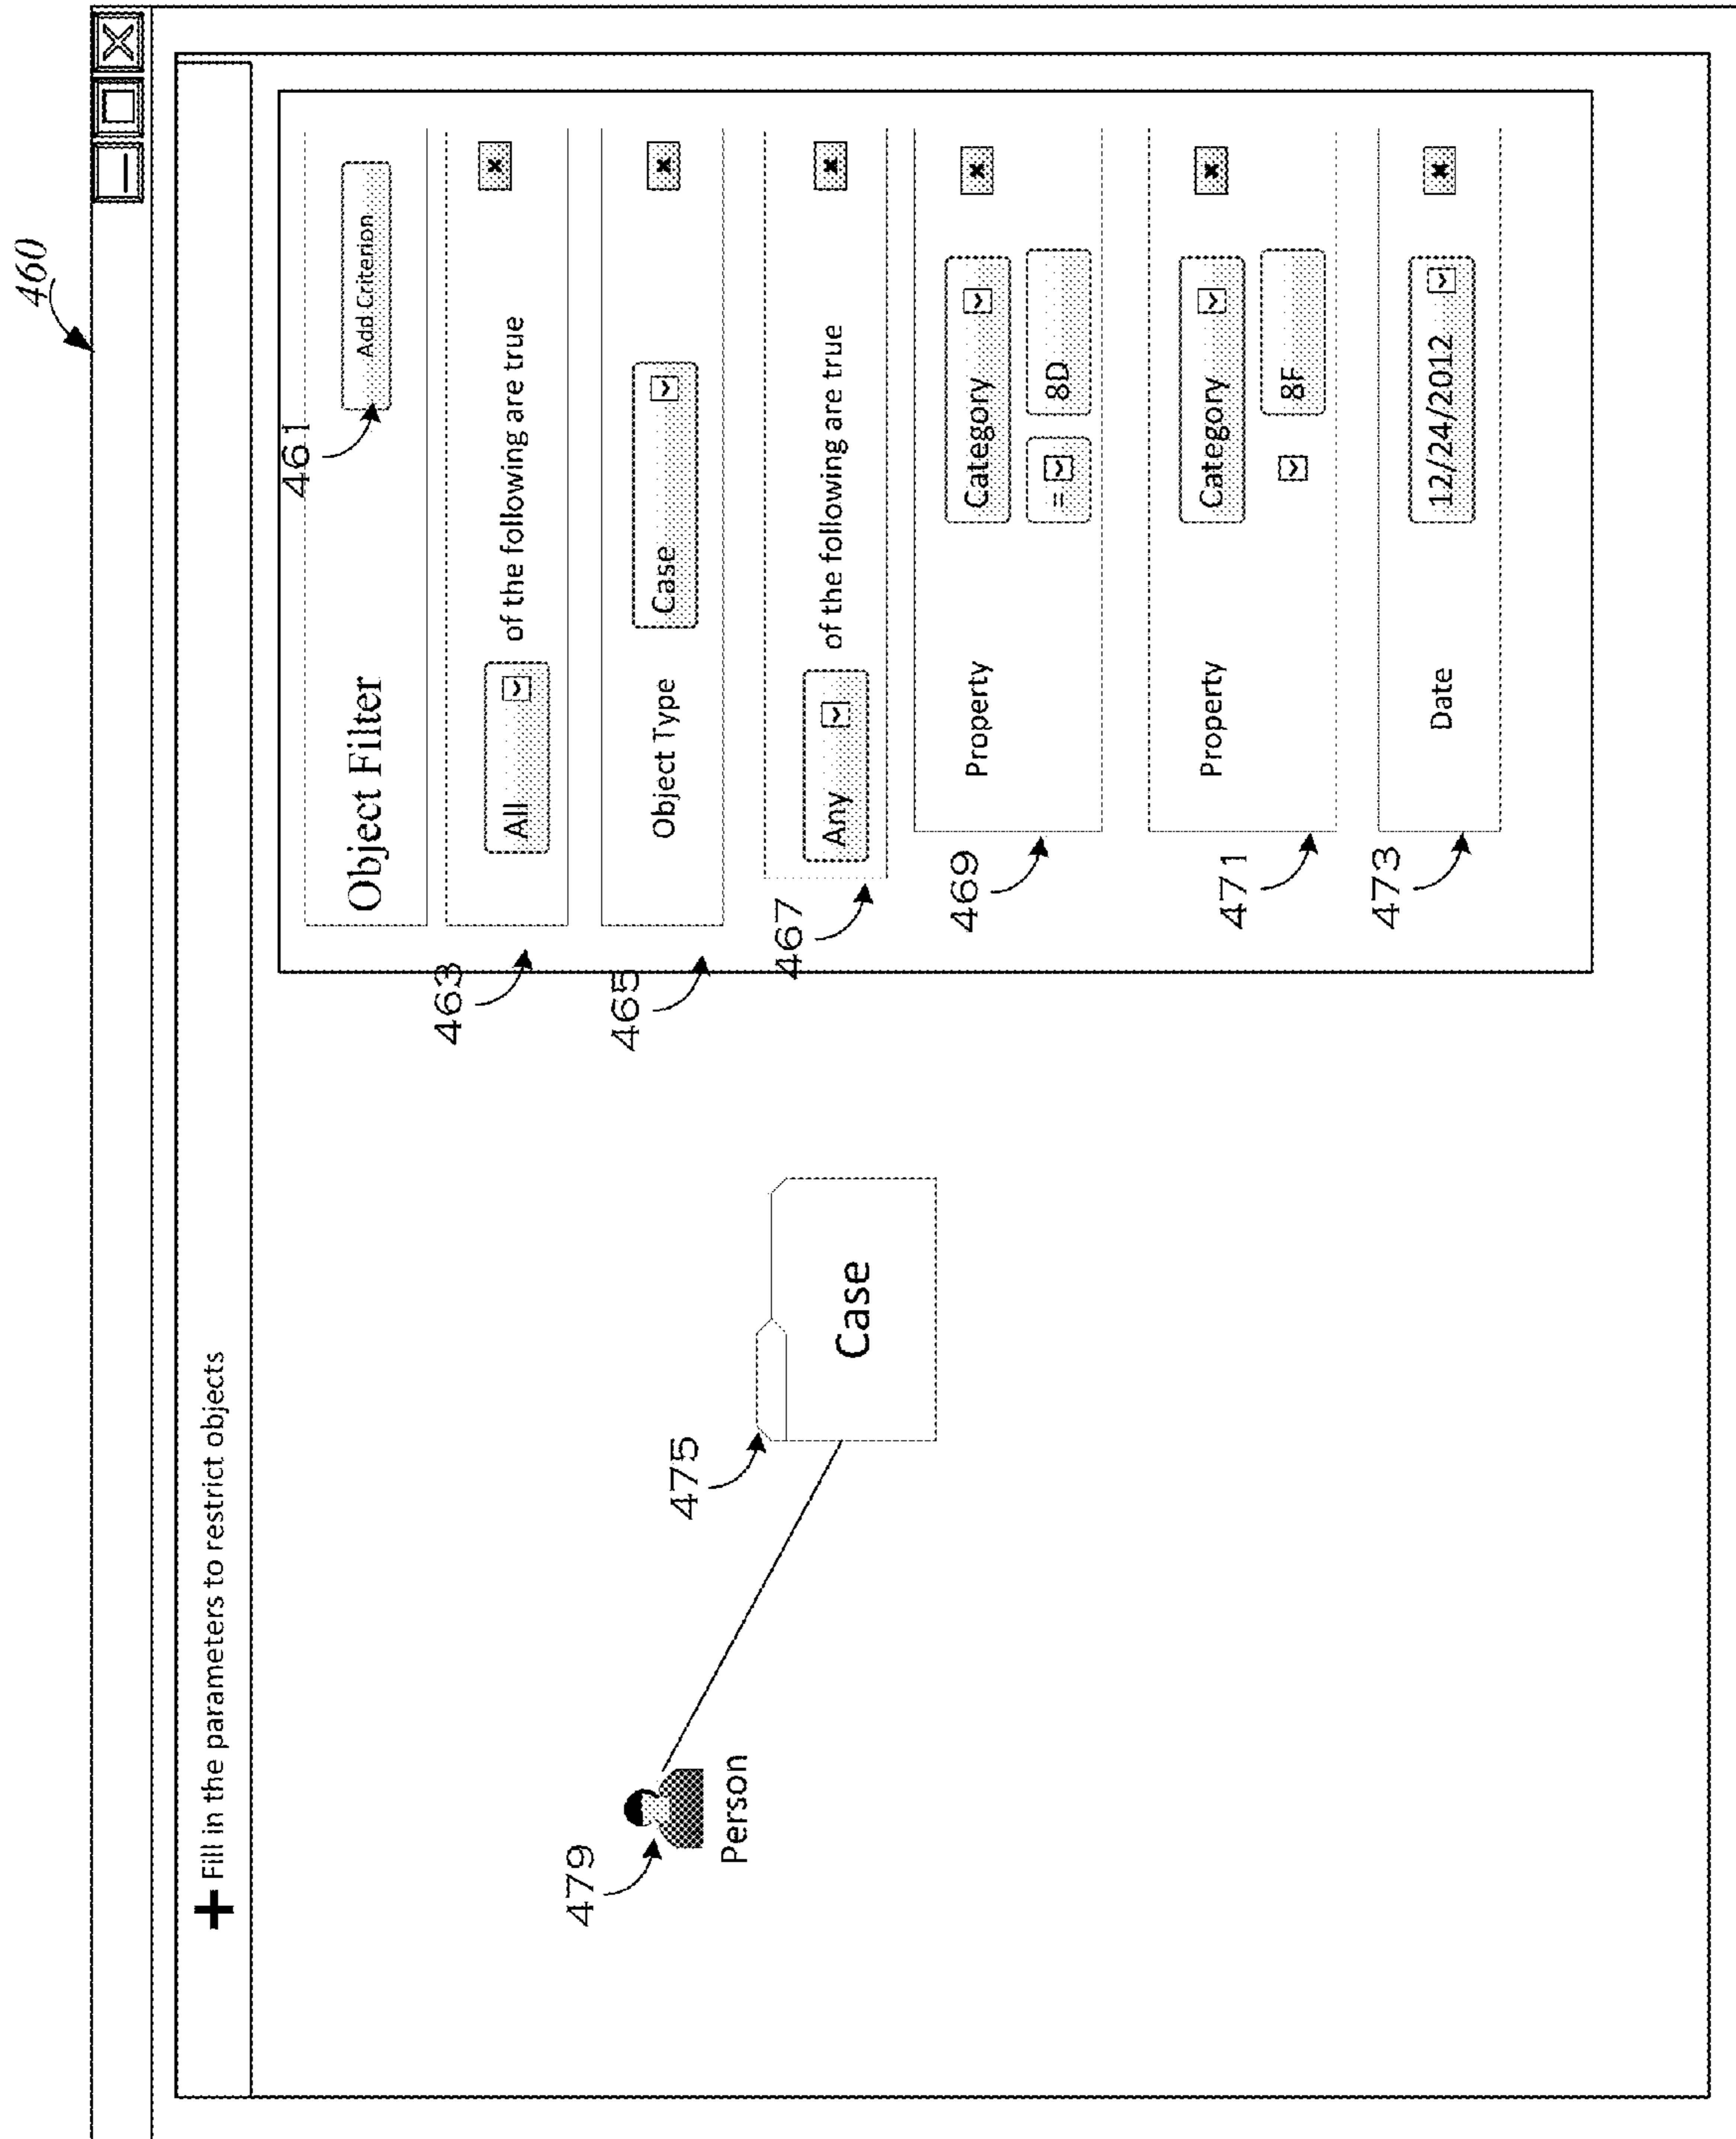 460
+ Fill in the parameters to restrict objects
461
Object Filter
Add Criterion
463
All of the following are true
465
Object Type Case
467
Any of the following are true
469
Property Category
= 8D
471
Property Category
8F
473
Date 12/24/2012
475
Case
479
Person